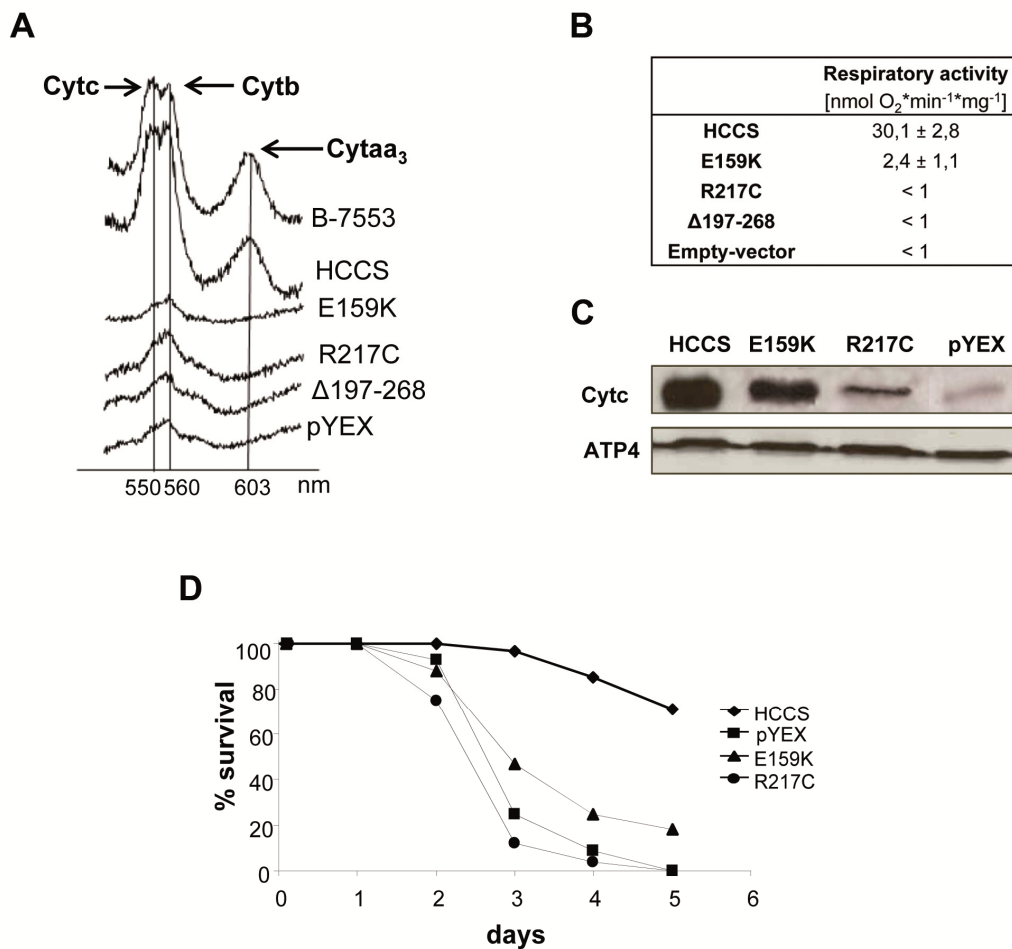 A
Cytc
Cytb
Cytaa3
B-7553
HCCS
E159K
R217C
Δ197-268
pYEX
550 560 603 nm
B
Respiratory activity
[nmol O2*min-1*mg-1]
HCCS 30,1 ± 2,8
E159K 2,4 ± 1,1
R217C < 1
Δ197-268 < 1
Empty-vector < 1
C
HCCS E159K R217C pYEX
Cytc
ATP4
D
% survival
100
80
60
40
20
0
0 1 2 3 4 5 6
days
HCCS
pYEX
E159K
R217C